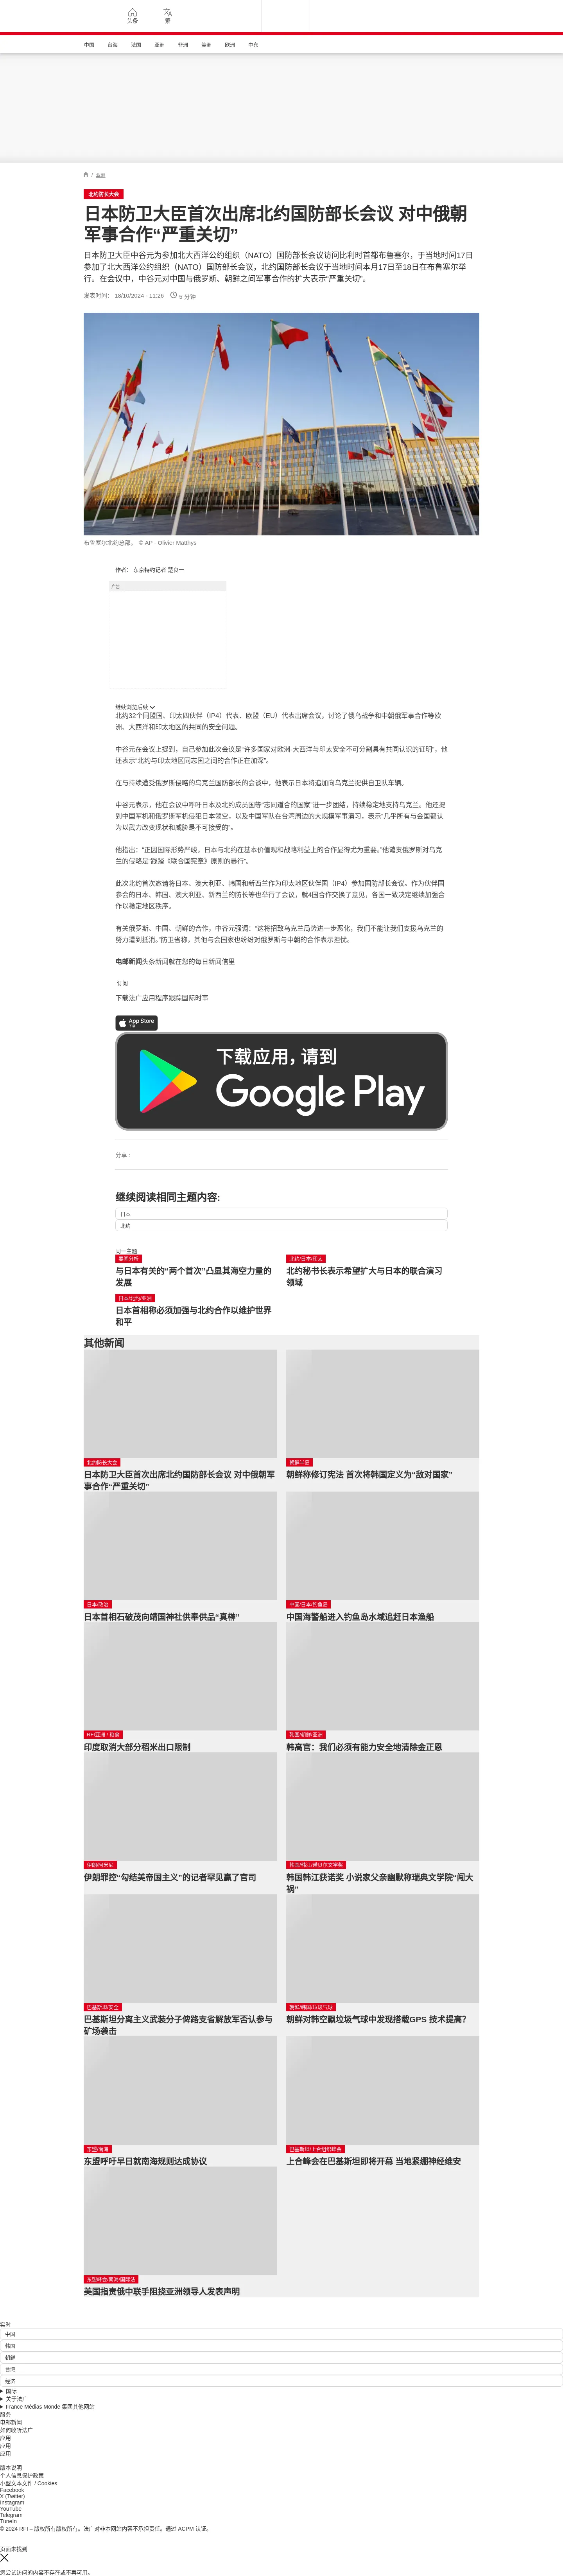 头条
繁
中国 台海 法国 亚洲 非洲 美洲 欧洲 中东
/ 亚洲
北约防长大会
日本防卫大臣首次出席北约国防部长会议 对中俄朝
军事合作“严重关切”
日本防卫大臣中谷元为参加北大西洋公约组织（NATO）国防部长会议访问比利时首都布鲁塞尔，于当地时间17日
参加了北大西洋公约组织（NATO）国防部长会议，北约国防部长会议于当地时间本月17日至18日在布鲁塞尔举
行。在会议中，中谷元对中国与俄罗斯、朝鲜之间军事合作的扩大表示“严重关切”。
发表时间： 18/10/2024 - 11:26 5 分钟
布鲁塞尔北约总部。 © AP - Olivier Matthys
作者： 东京特约记者 楚良一
广告
继续浏览后续
北约32个同盟国、印太四伙伴（IP4）代表、欧盟（EU）代表出席会议，讨论了俄乌战争和中朝俄军事合作等欧
洲、大西洋和印太地区的共同的安全问题。
中谷元在会议上提到，自己参加此次会议是“许多国家对欧洲-大西洋与印太安全不可分割具有共同认识的证明”，他
还表示“北约与印太地区同志国之间的合作正在加深”。
在与持续遭受俄罗斯侵略的乌克兰国防部长的会谈中，他表示日本将追加向乌克兰提供自卫队车辆。
中谷元表示，他在会议中呼吁日本及北约成员国等“志同道合的国家”进一步团结，持续稳定地支持乌克兰。他还提
到中国军机和俄罗斯军机侵犯日本领空，以及中国军队在台湾周边的大规模军事演习。表示“几乎所有与会国都认
为以武力改变现状和威胁是不可接受的”。
他指出：“正因国际形势严峻，日本与北约在基本价值观和战略利益上的合作显得尤为重要。”他谴责俄罗斯对乌克
兰的侵略是“践踏《联合国宪章》原则的暴行”。
此次北约首次邀请将日本、澳大利亚、韩国和新西兰作为印太地区伙伴国（IP4）参加国防部长会议。作为伙伴国
参会的日本、韩国、澳大利亚、新西兰的防长等也举行了会议，就4国合作交换了意见，各国一致决定继续加强合
作以稳定地区秩序。
有关俄罗斯、中国、朝鲜的合作，中谷元强调：“这将招致乌克兰局势进一步恶化，我们不能让我们支援乌克兰的
努力遭到抵消。”防卫省称，其他与会国家也纷纷对俄罗斯与中朝的合作表示担忧。
电邮新闻头条新闻就在您的每日新闻信里
订阅
下载法广应用程序跟踪国际时事
App Store
下载
下载应用，请到
Google Play
分享 :
继续阅读相同主题内容:
日本
北约
同一主题
要闻分析
与日本有关的“两个首次”凸显其海空力量的
发展
北约/日本/印太
北约秘书长表示希望扩大与日本的联合演习
领域
日本/北约/亚洲
日本首相称必须加强与北约合作以维护世界
和平
其他新闻
北约防长大会
日本防卫大臣首次出席北约国防部长会议 对中俄朝军
事合作“严重关切”
朝鲜半岛
朝鲜称修订宪法 首次将韩国定义为“敌对国家”
日本/政治
日本首相石破茂向靖国神社供奉供品“真榊”
中国/日本/钓鱼岛
中国海警船进入钓鱼岛水域追赶日本渔船
RFI亚洲 / 粮食
印度取消大部分稻米出口限制
韩国/朝鲜/亚洲
韩高官：我们必须有能力安全地清除金正恩
伊朗/阿米尼
伊朗罪控“勾结美帝国主义”的记者罕见赢了官司
韩国/韩江/诺贝尔文学奖
韩国韩江获诺奖 小说家父亲幽默称瑞典文学院“闯大
祸”
巴基斯坦/安全
巴基斯坦分离主义武装分子俾路支省解放军否认参与
矿场袭击
朝鲜/韩国/垃圾气球
朝鲜对韩空飘垃圾气球中发现搭载GPS 技术提高？
东盟/南海
东盟呼吁早日就南海规则达成协议
巴基斯坦/上合组织峰会
上合峰会在巴基斯坦即将开幕 当地紧绷神经维安
东盟峰会/南海/国际法
美国指责俄中联手阻挠亚洲领导人发表声明
实时
中国
韩国
朝鲜
台湾
经济
国际
关于法广
France Médias Monde 集团其他网站
服务
电邮新闻
如何收听法广
应用
应用
应用
版本说明
个人信息保护政策
小型文本文件 / Cookies
Facebook
X (Twitter)
Instagram
YouTube
Telegram
TuneIn
© 2024 RFI – 版权所有版权所有。法广对非本网站内容不承担责任。通过 ACPM 认证。
页面未找到
您尝试访问的内容不存在或不再可用。